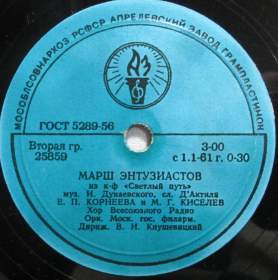 МОСОБЛСОВНАРХОЗ РСФСР АПРЕЛЕВСКИЙ ЗАВОД ГРАМПЛАСТИНОК
ГОСТ 5289-56
Вторая гр. 3-00
25859 с 1.1-61 г. 0-30
МАРШ ЭНТУЗИАСТОВ
из к-ф «Светлый путь»
муз. И. Дунаевского, сл. Д'Актиля
Е. П. КОРНЕЕВА и М. Г. КИСЕЛЕВ
Хор Всесоюзного Радио
Орк. Моск. гос. филарм.
Дириж. В. Н. Кнушевицкий